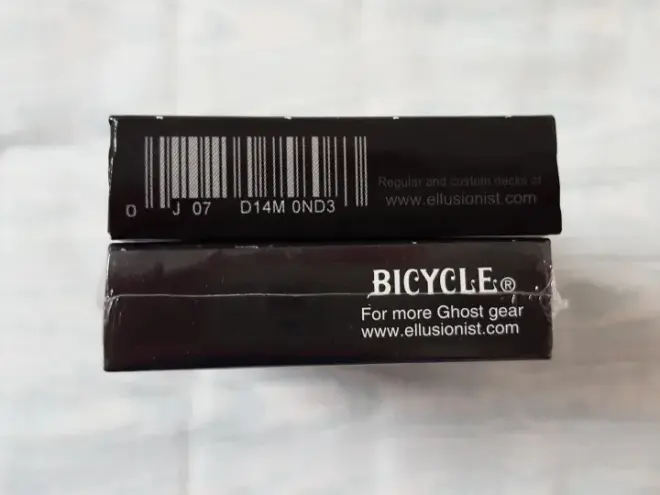 Regular and custom decks at
www.ellusionist.com
0 J 07 D14M 0ND3
BICYCLE®
For more Ghost gear
www.ellusionist.com